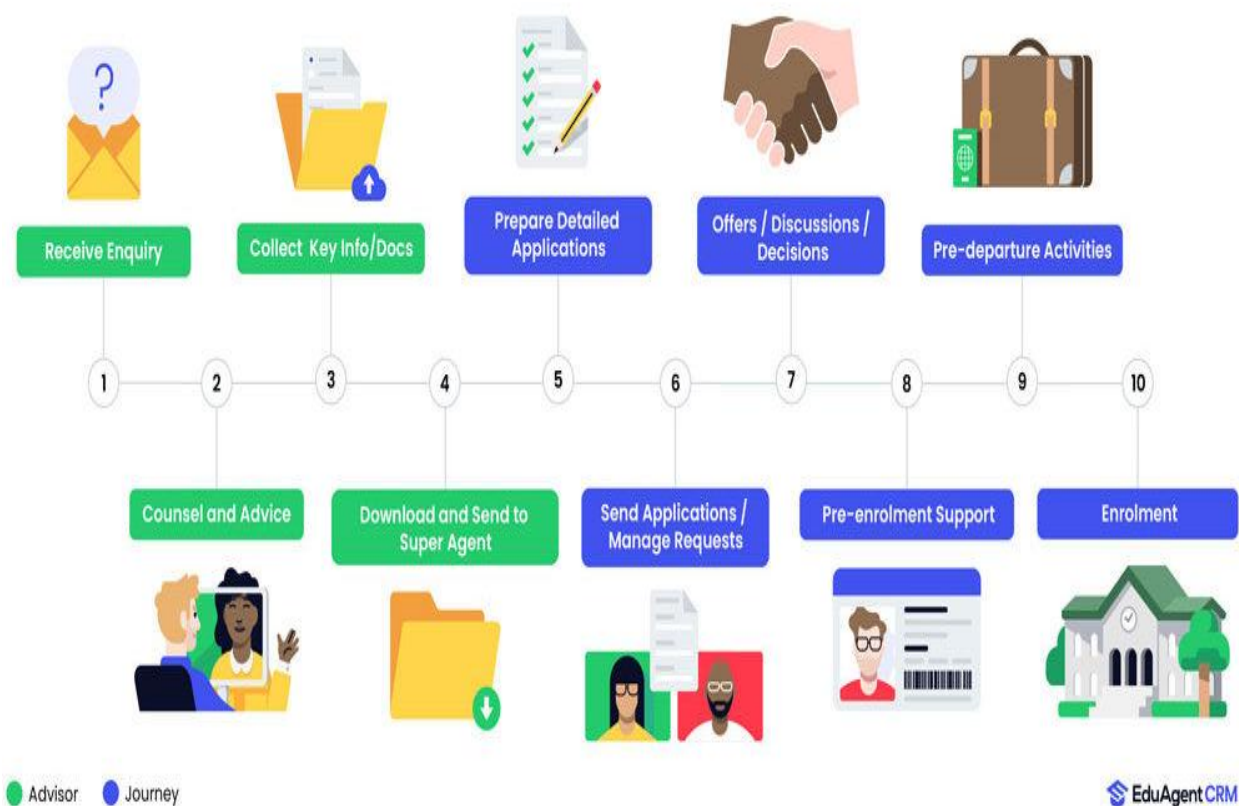 ?
Receive Enquiry
Collect Key Info/Docs
Prepare Detailed
Applications
Offers / Discussions /
Decisions
Pre-departure Activities
1
2
3
4
5
6
7
8
9
10
Counsel and Advice
Download and Send to
Super Agent
Send Applications /
Manage Requests
Pre-enrolment Support
Enrolment
Advisor
Journey
EduAgent CRM